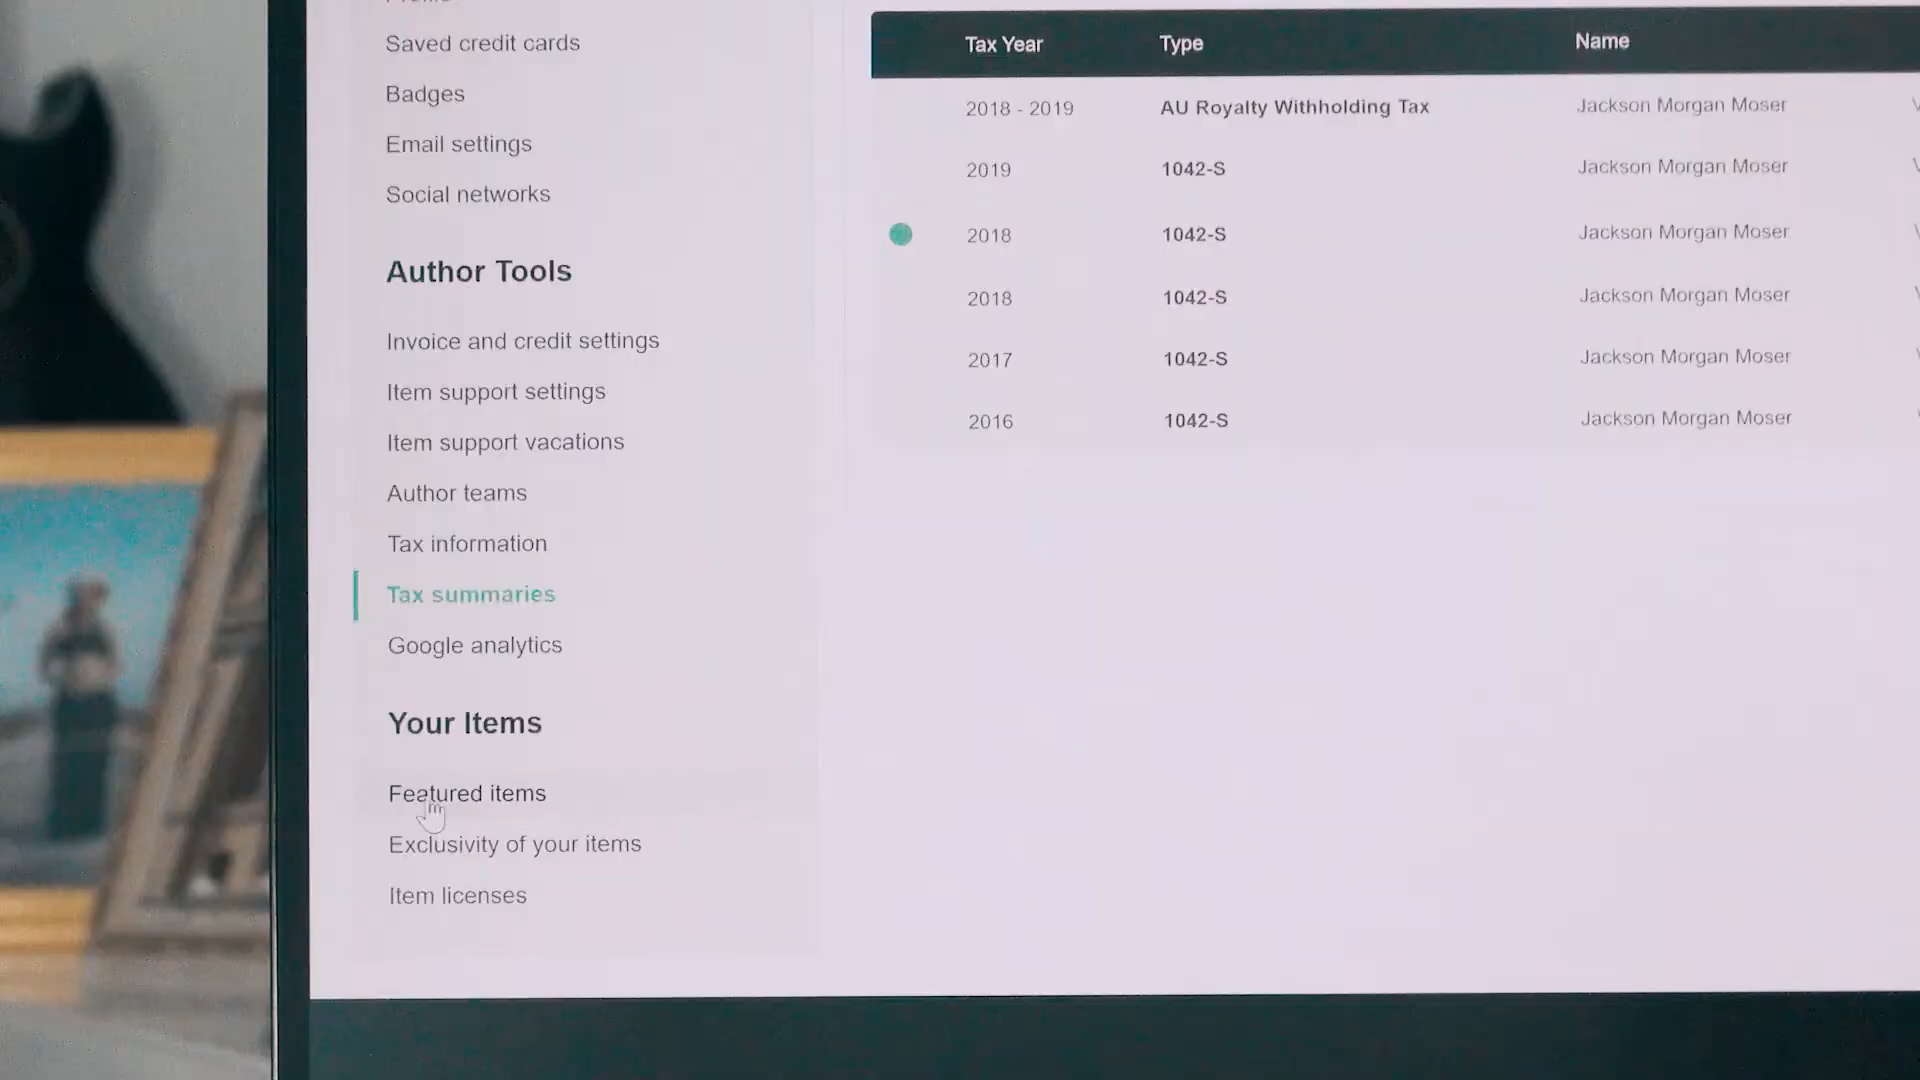 Saved credit cards
Badges
Email settings
Social networks
Author Tools
Invoice and credit settings
Item support settings
Item support vacations
Author teams
Tax information
Tax summaries
Google analytics
Your Items
Featured items
Exclusivity of your items
Item licenses
Tax Year Type Name
2018 - 2019 AU Royalty Withholding Tax Jackson Morgan Moser
2019 1042-S Jackson Morgan Moser
2018 1042-S Jackson Morgan Moser
2018 1042-S Jackson Morgan Moser
2017 1042-S Jackson Morgan Moser
2016 1042-S Jackson Morgan Moser